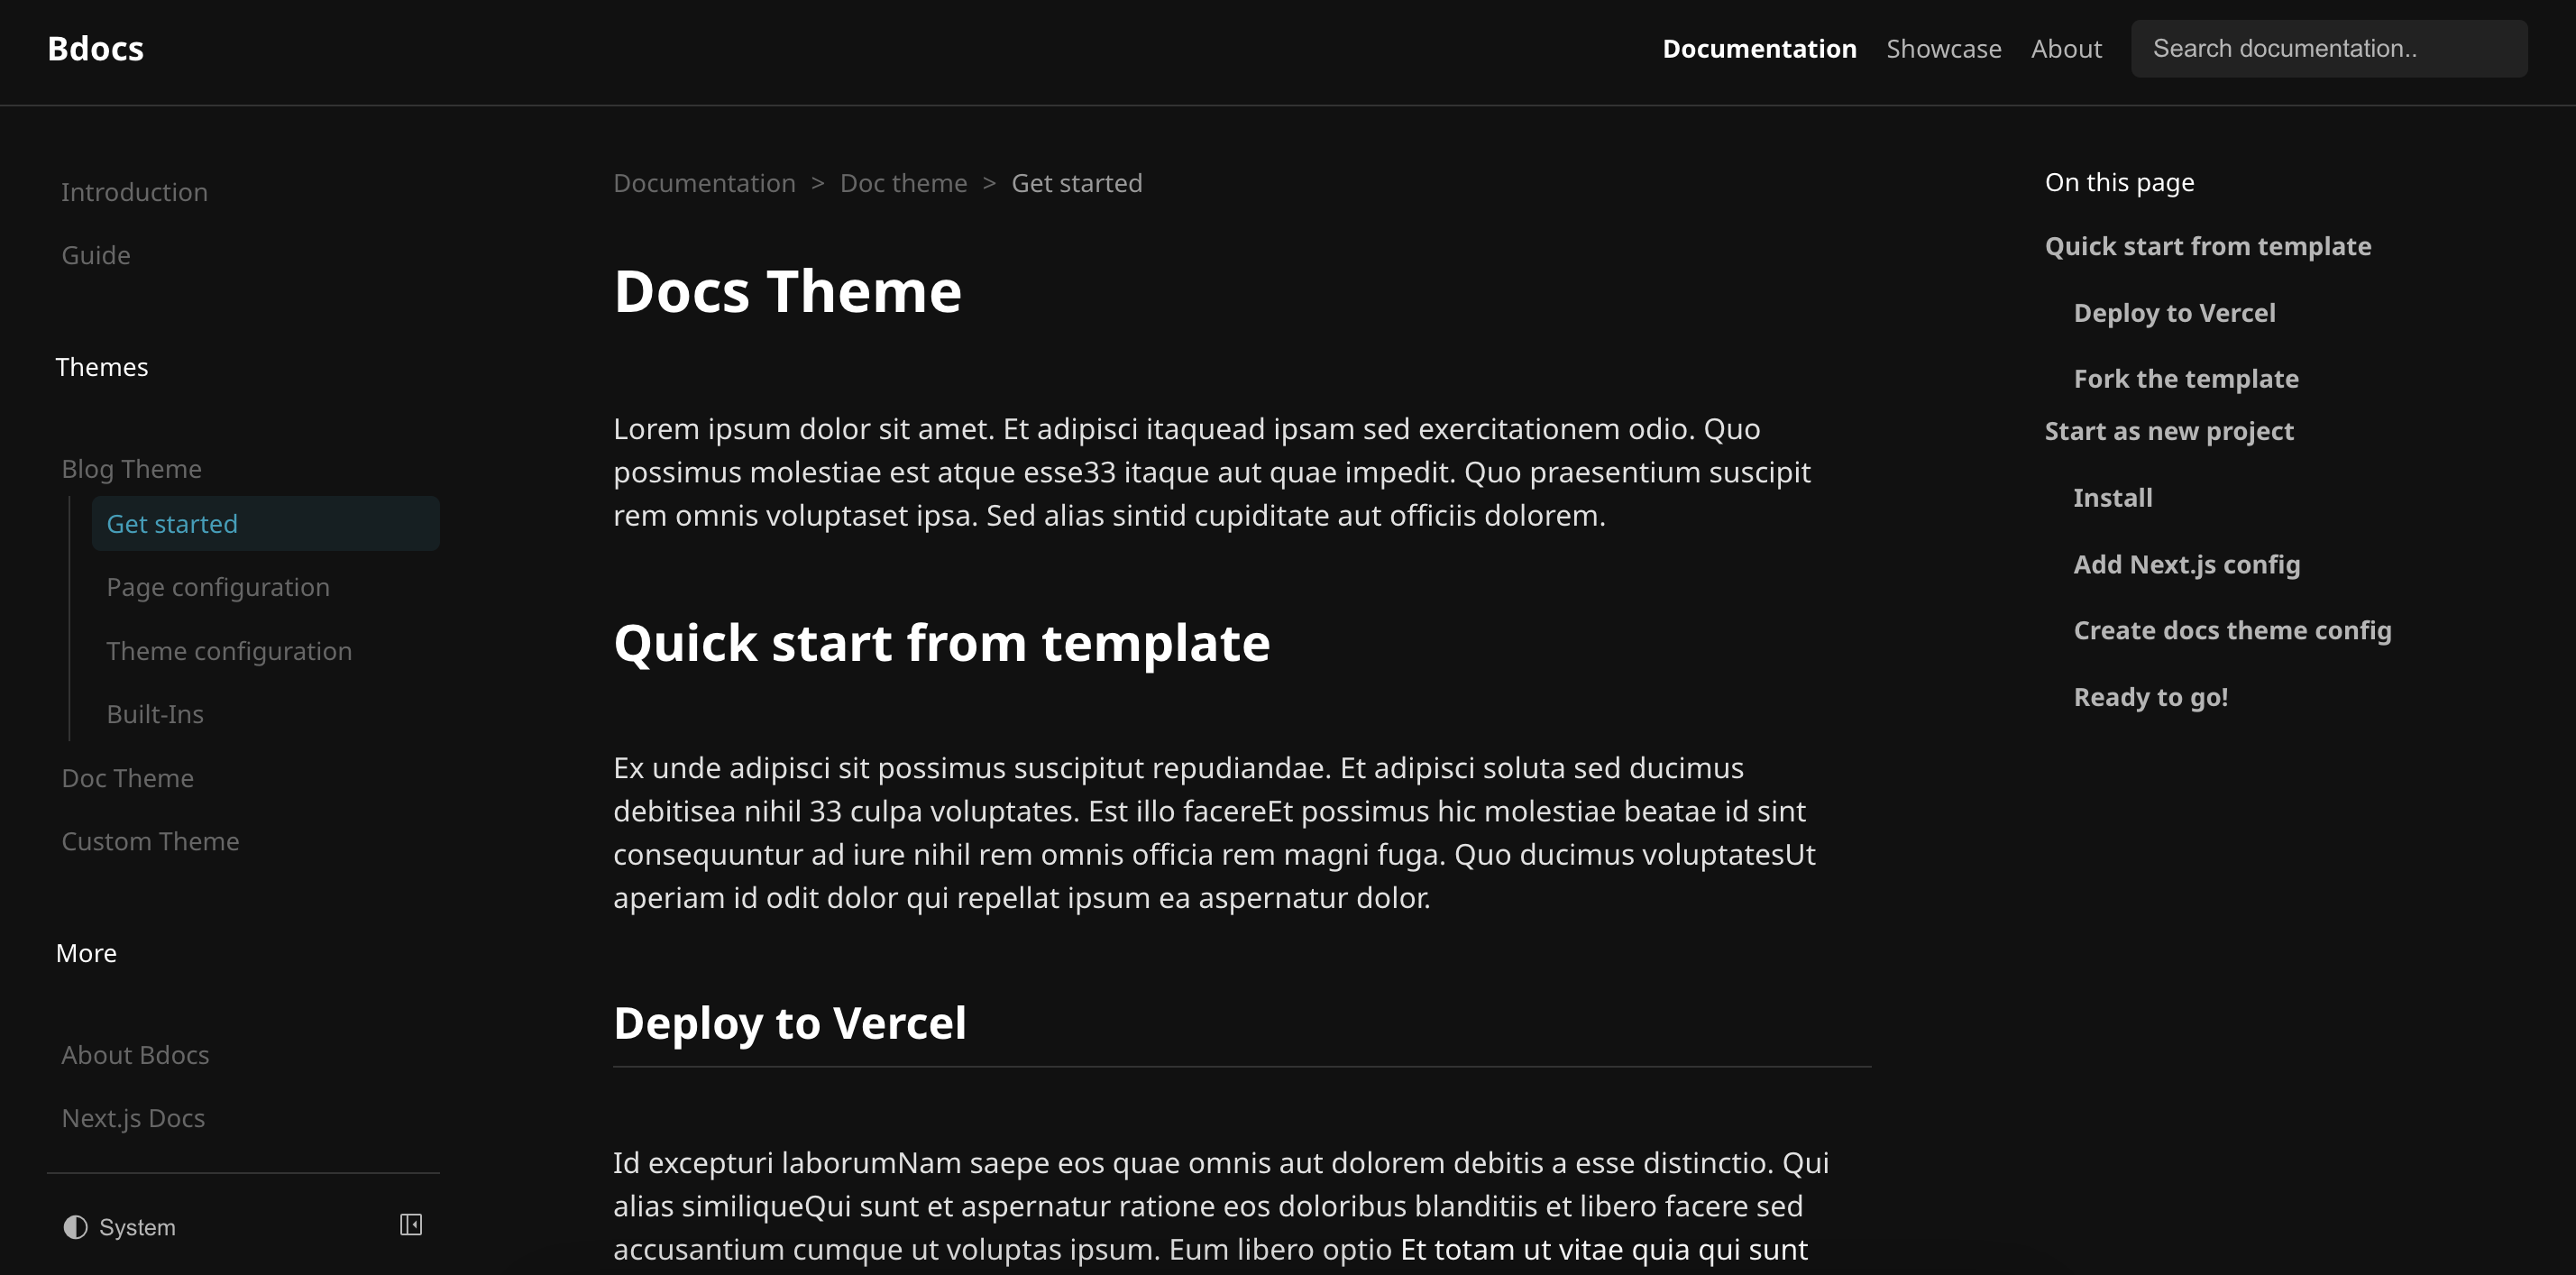 Bdocs
Documentation Showcase About Search documentation..
Introduction
Guide
Themes
Blog Theme
Get started
Page configuration
Theme configuration
Built-Ins
Doc Theme
Custom Theme
More
About Bdocs
Next.js Docs
System
Documentation > Doc theme > Get started
Docs Theme
Lorem ipsum dolor sit amet. Et adipisci itaquead ipsam sed exercitationem odio. Quo
possimus molestiae est atque esse33 itaque aut quae impedit. Quo praesentium suscipit
rem omnis voluptaset ipsa. Sed alias sintid cupiditate aut officiis dolorem.
Quick start from template
Ex unde adipisci sit possimus suscipitut repudiandae. Et adipisci soluta sed ducimus
debitisea nihil 33 culpa voluptates. Est illo facereEt possimus hic molestiae beatae id sint
consequuntur ad iure nihil rem omnis officia rem magni fuga. Quo ducimus voluptatesUt
aperiam id odit dolor qui repellat ipsum ea aspernatur dolor.
Deploy to Vercel
Id excepturi laborumNam saepe eos quae omnis aut dolorem debitis a esse distinctio. Qui
alias similiqueQui sunt et aspernatur ratione eos doloribus blanditiis et libero facere sed
accusantium cumque ut voluptas ipsum. Eum libero optio Et totam ut vitae quia qui sunt
On this page
Quick start from template
Deploy to Vercel
Fork the template
Start as new project
Install
Add Next.js config
Create docs theme config
Ready to go!